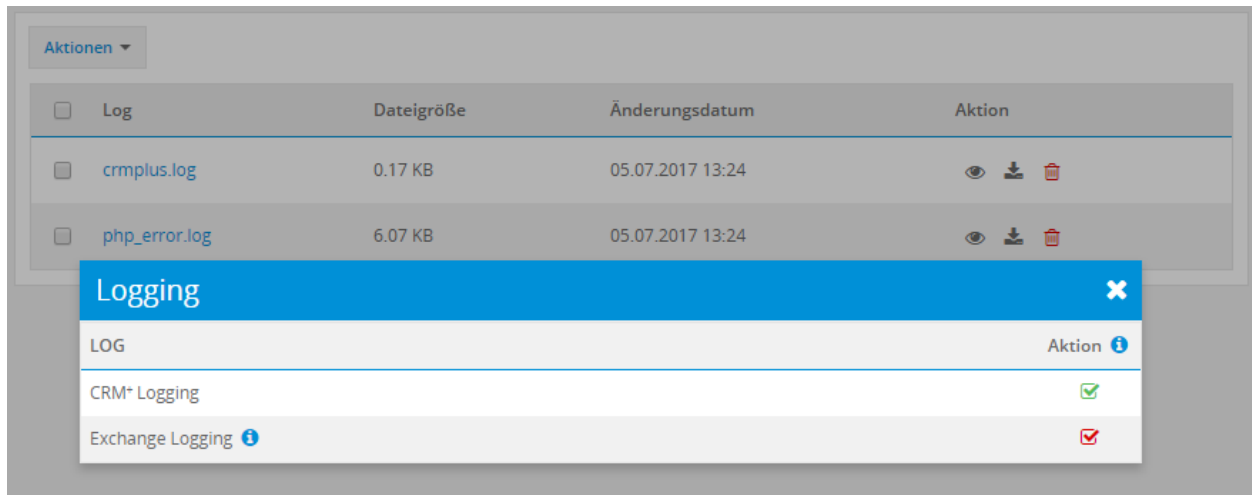 Aktionen
Log Dateigröße Änderungsdatum Aktion
crmplus.log 0.17 KB 05.07.2017 13:24
php_error.log 6.07 KB 05.07.2017 13:24
Logging
LOG Aktion
CRM⁺ Logging
Exchange Logging